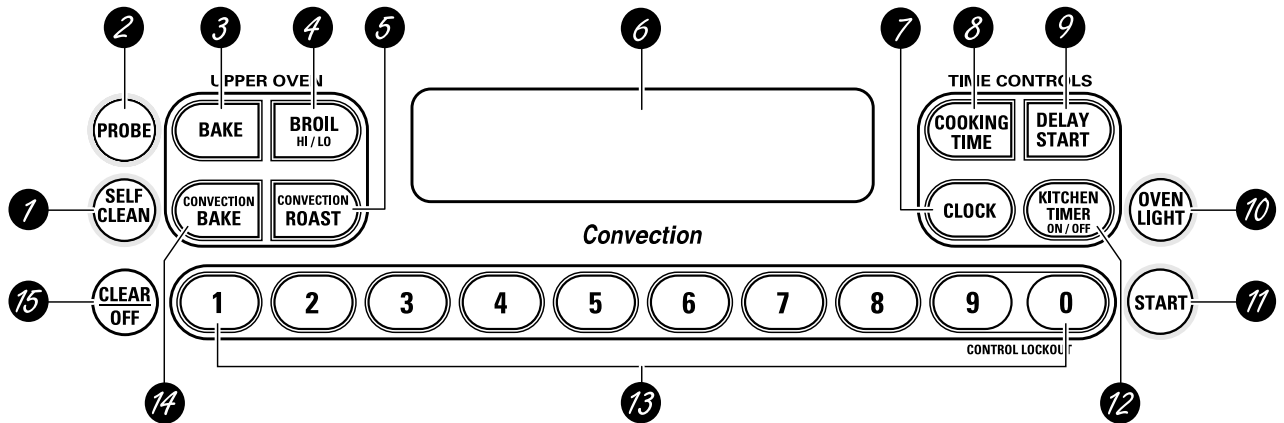 2 3 4 5 6 7 8 9
UPPER OVEN
TIME CONTROLS
PROBE
BAKE
BROIL
HI / LO
COOKING
TIME
DELAY
START
1
SELF
CLEAN
CONVECTION
BAKE
CONVECTION
ROAST
Convection
CLOCK
KITCHEN
TIMER
ON / OFF
OVEN
LIGHT
10
15
CLEAR
OFF
1 2 3 4 5 6 7 8 9 0
START
11
CONTROL LOCKOUT
14 13 12